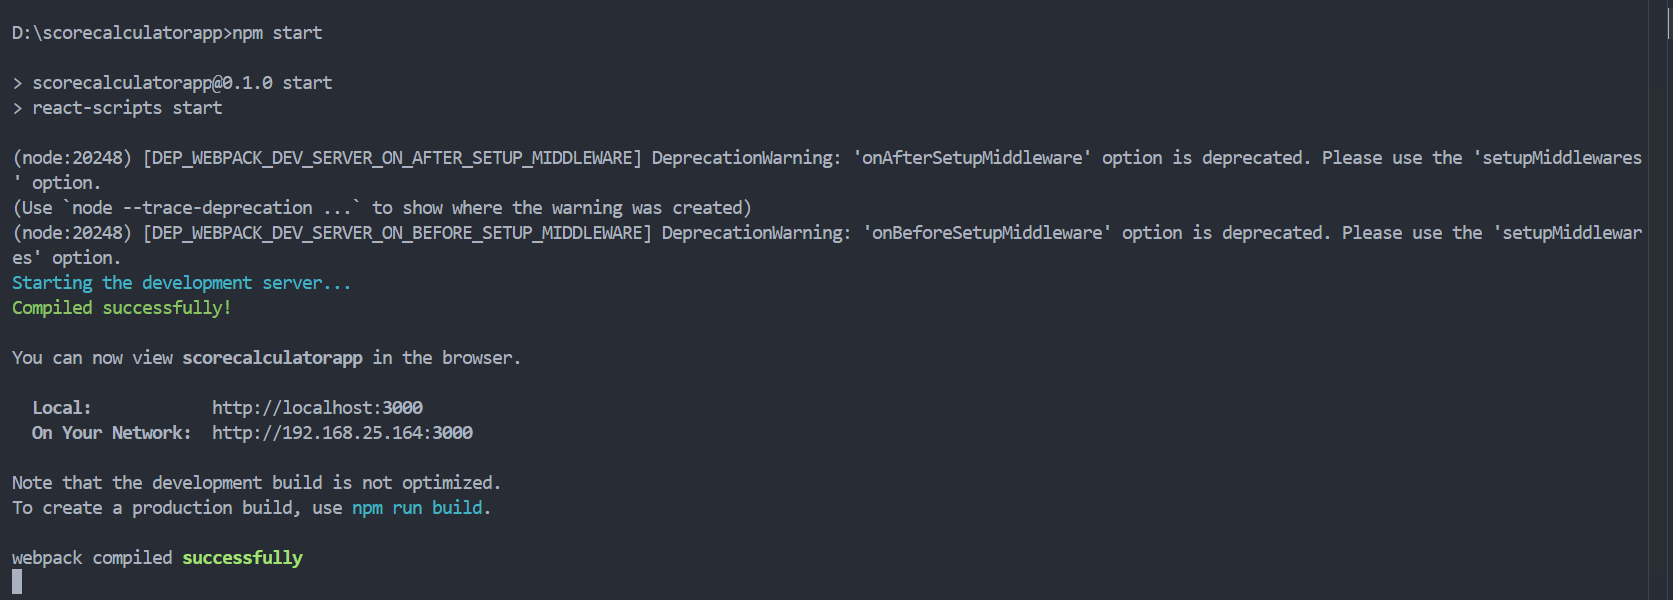 D:\scorecalculatorapp>npm start
> scorecalculatorapp@0.1.0 start
> react-scripts start
(node:20248) [DEP_WEBPACK_DEV_SERVER_ON_AFTER_SETUP_MIDDLEWARE] DeprecationWarning: 'onAfterSetupMiddleware' option is deprecated. Please use the 'setupMiddlewares
' option.
(Use `node --trace-deprecation ...` to show where the warning was created)
(node:20248) [DEP_WEBPACK_DEV_SERVER_ON_BEFORE_SETUP_MIDDLEWARE] DeprecationWarning: 'onBeforeSetupMiddleware' option is deprecated. Please use the 'setupMiddlewar
es' option.
Starting the development server...
Compiled successfully!
You can now view scorecalculatorapp in the browser.
Local: http://localhost:3000
On Your Network: http://192.168.25.164:3000
Note that the development build is not optimized.
To create a production build, use npm run build.
webpack compiled successfully